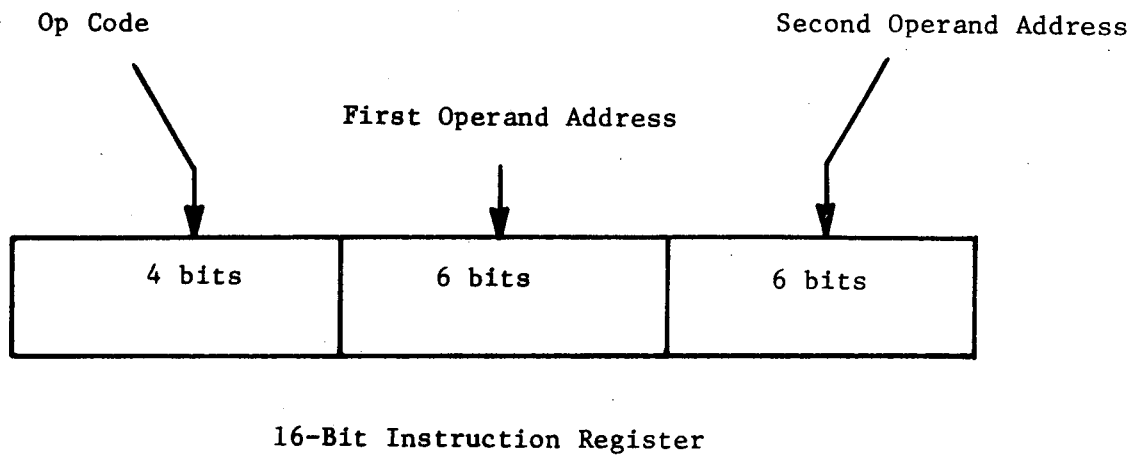 Op Code
Second Operand Address
First Operand Address
4 bits
6 bits
6 bits
16-Bit Instruction Register